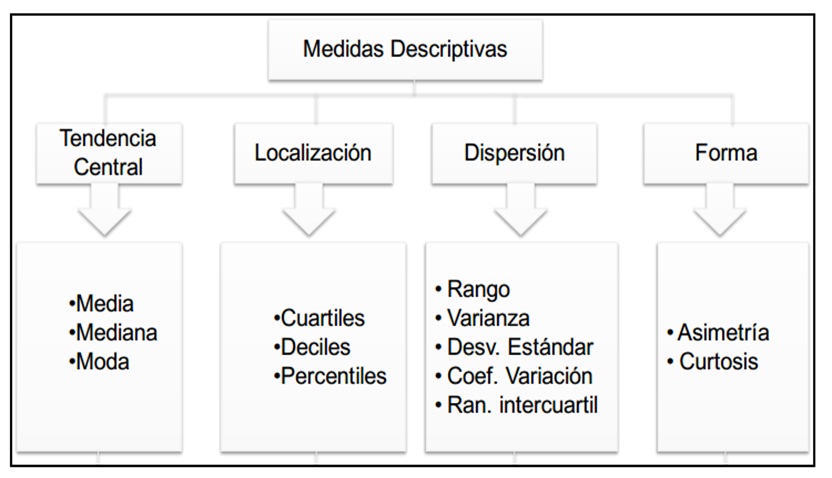 Medidas Descriptivas
Tendencia
Central
Localización
Dispersión
Forma
•Media
•Mediana
•Moda
•Cuartiles
•Deciles
•Percentiles
• Rango
• Varianza
• Desv. Estándar
• Coef. Variación
• Ran. intercuartil
• Asimetría
• Curtosis